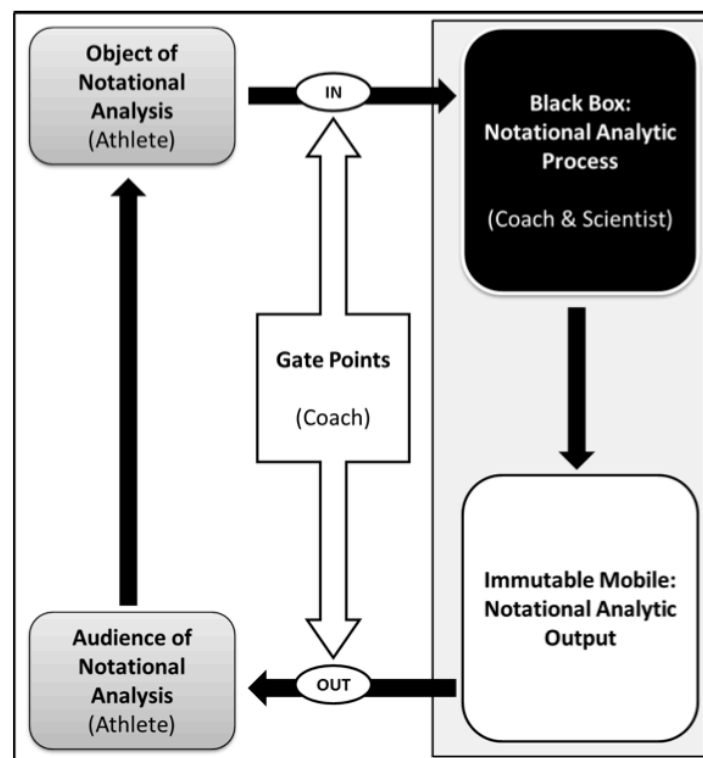 Object of
Notational
Analysis
(Athlete)
IN
Black Box:
Notational Analytic
Process
(Coach & Scientist)
Gate Points
(Coach)
Immutable Mobile:
Notational Analytic
Output
Audience of
Notational
Analysis
(Athlete)
OUT